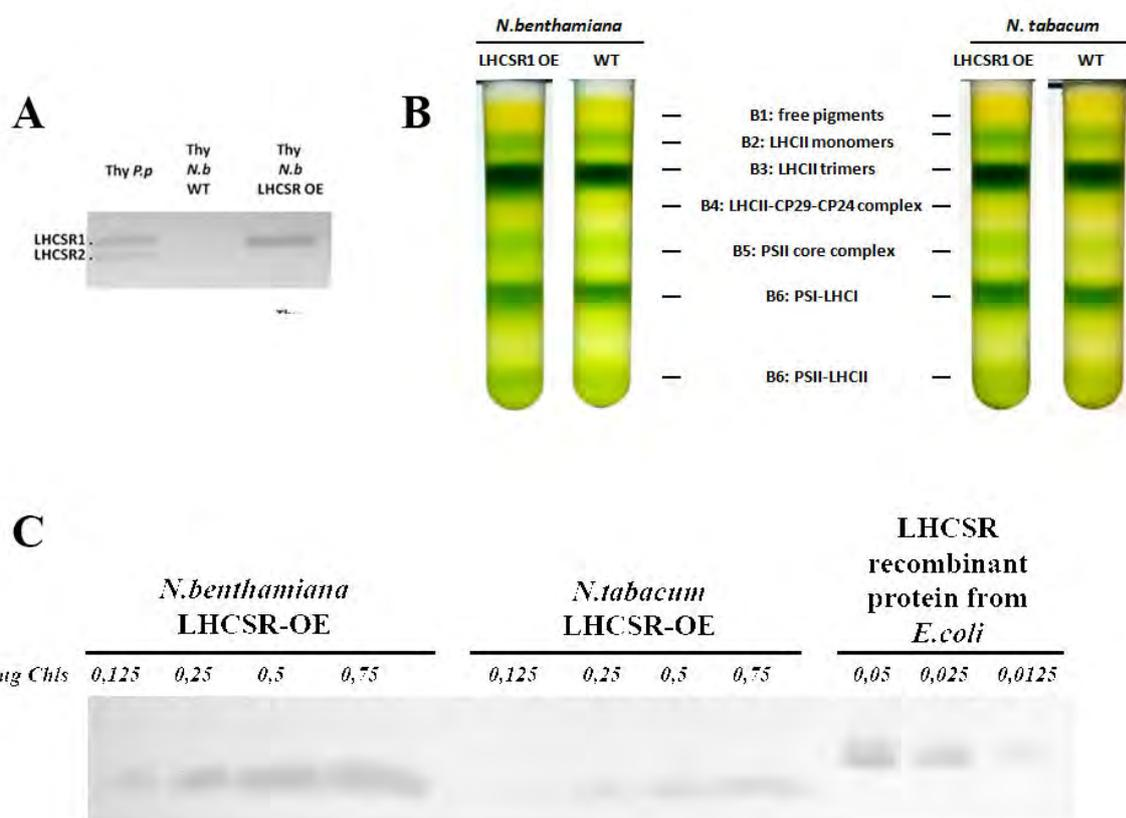 A
Thy P.p
Thy
N.b
WT
Thy
N.b
LHCSR OE
LHCSR1.
LHCSR2.
B
N.benthamiana
LHCSR1 OE
WT
B1: free pigments
B2: LHCII monomers
B3: LHCII trimers
B4: LHCII-CP29-CP24 complex
B5: PSII core complex
B6: PSI-LHCI
B6: PSII-LHCII
N. tabacum
LHCSR1 OE
WT
C
N.benthamiana
LHCSR-OE
N.tabacum
LHCSR-OE
LHCSR
recombinant
protein from
E.coli
Chls 0,125 0,25 0,5 0,75 0,125 0,25 0,5 0,75 0,05 0,025 0,0125